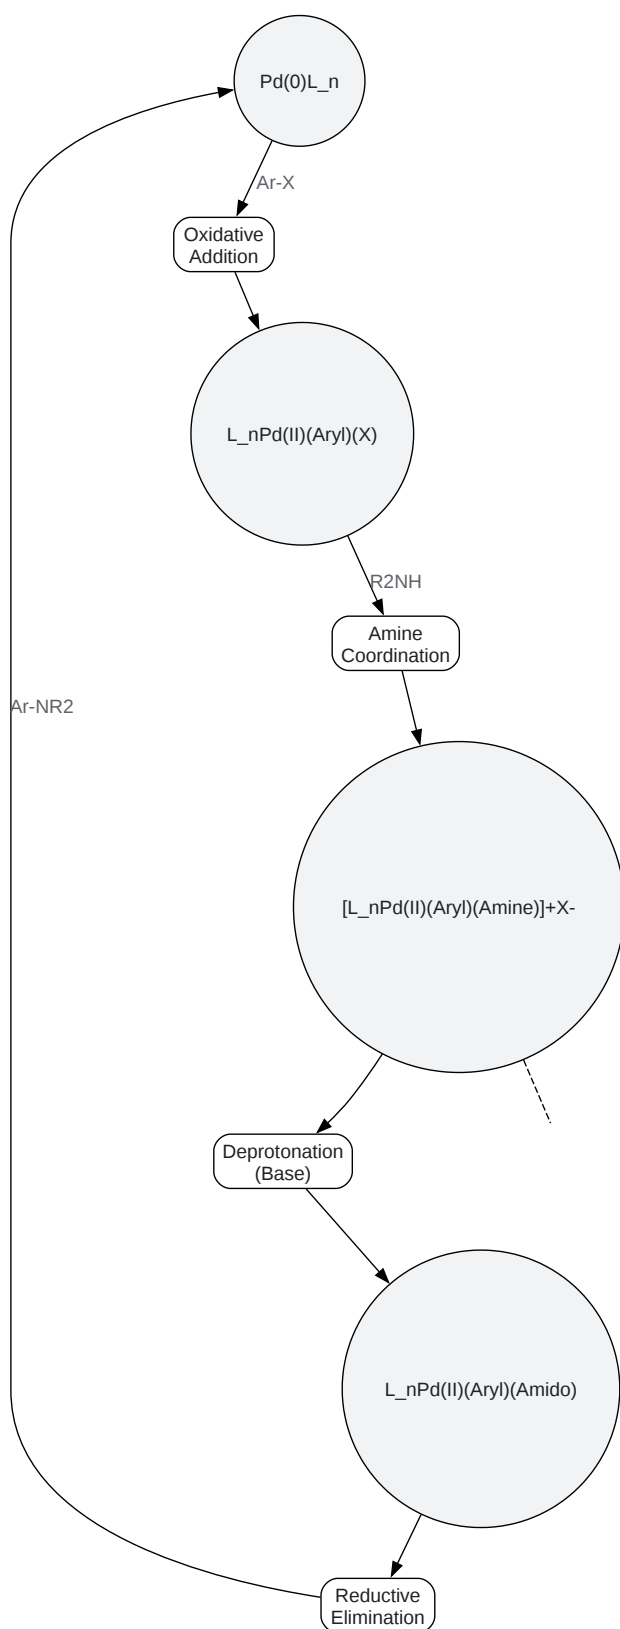 Pd(0)L_n
Ar-X
Oxidative
Addition
L_nPd(II)(Aryl)(X)
R2NH
Amine
Coordination
Ar-NR2
[L_nPd(II)(Aryl)(Amine)]+X-
Deprotonation
(Base)
L_nPd(II)(Aryl)(Amido)
Reductive
Elimination